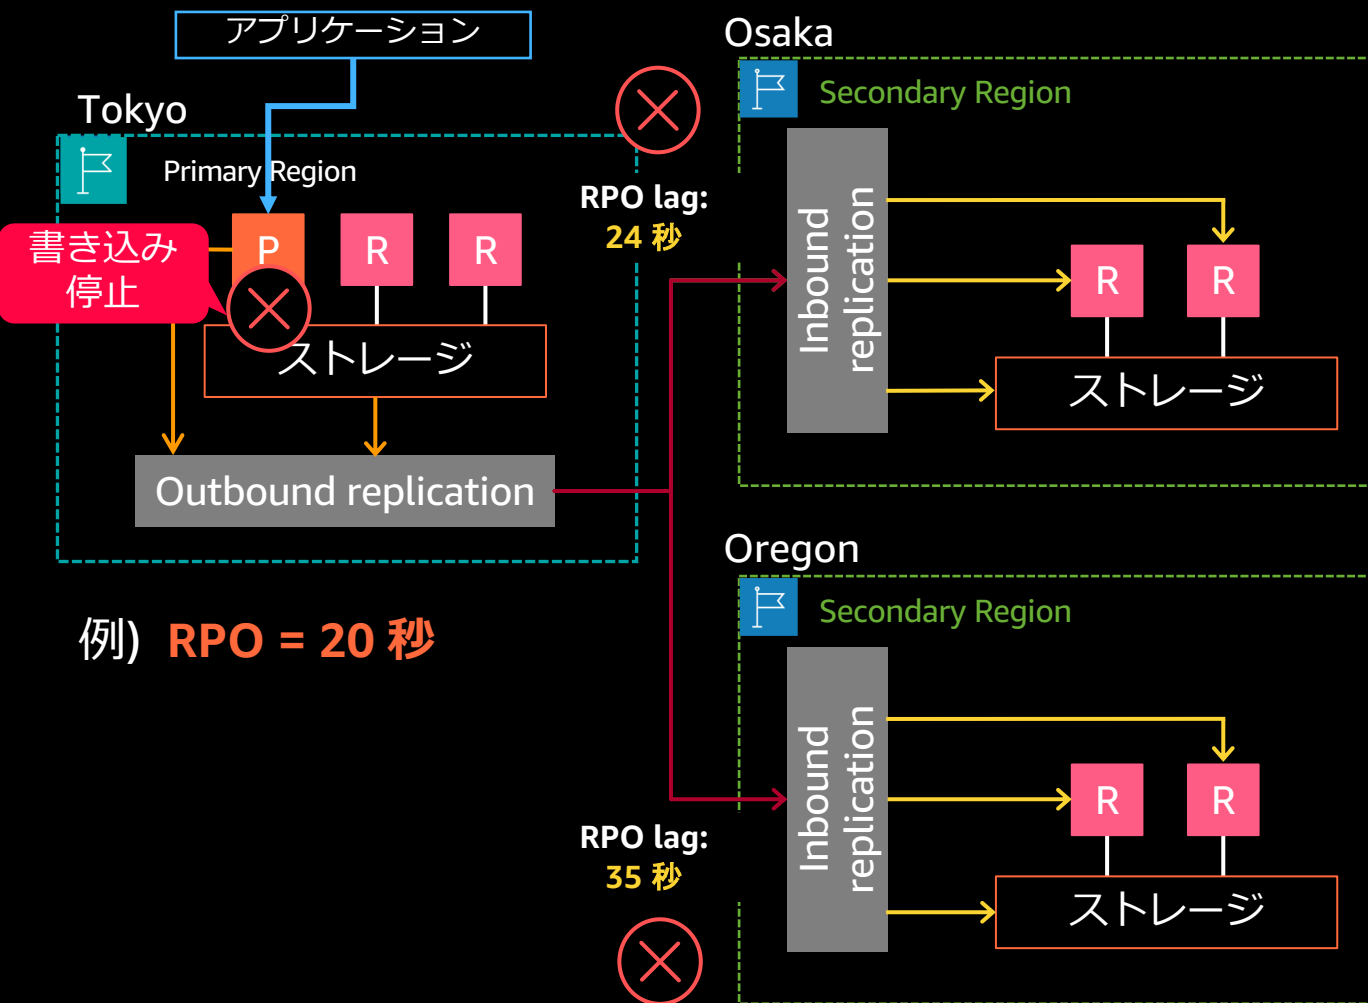 アプリケーション
Tokyo
Primary Region
書き込み
停止
P
R
R
ストレージ
Outbound replication
例) RPO = 20 秒
RPO lag:
24 秒
Osaka
Secondary Region
Inbound
replication
R
R
ストレージ
RPO lag:
35 秒
Oregon
Secondary Region
Inbound
replication
R
R
ストレージ